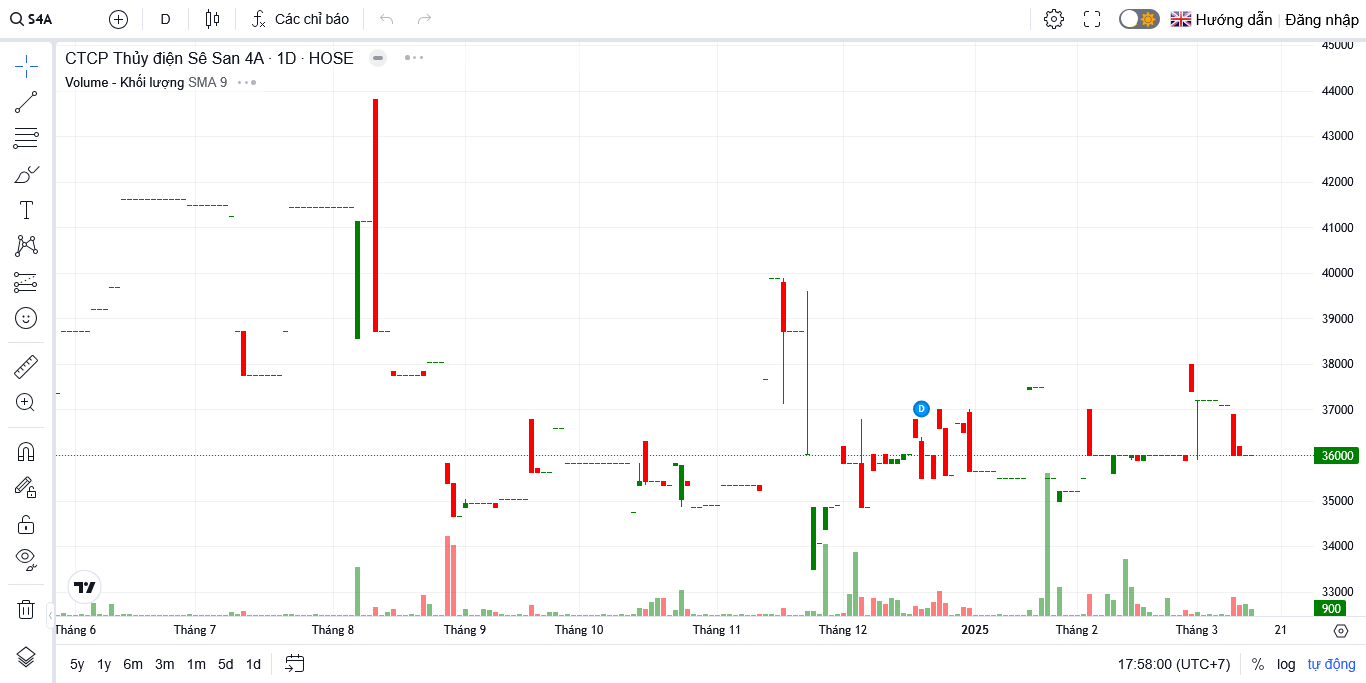 S4A D Các chỉ báo Hướng dẫn Đăng nhập
CTCP Thủy điện Sê San 4A · 1D · HOSE
Volume - Khối lượng SMA 9
45000
44000
43000
42000
41000
40000
39000
38000
37000
36000
35000
34000
33000
900
D
Tháng 6 Tháng 7 Tháng 8 Tháng 9 Tháng 10 Tháng 11 Tháng 12 2025 Tháng 2 Tháng 3 21
5y 1y 6m 3m 1m 5d 1d 17:58:00 (UTC+7) % log tự động